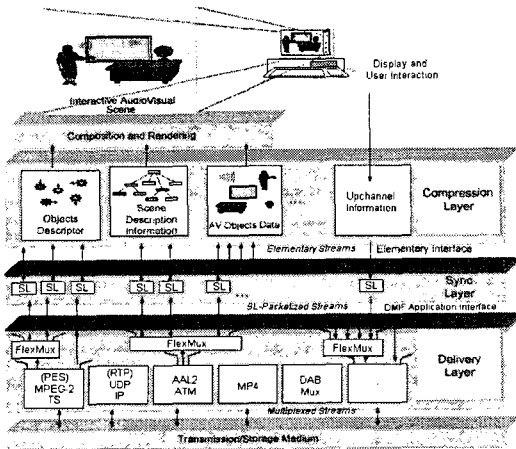 Display and
User Interaction
Interactive AudioVisual
Scene
Composition and Rendering
Objects
Descriptor
Scene
Description
Information
AV Objects Data
...
Upchannel
Information
Compression
Layer
Elementary Streams
Elementary Interface
SL
SL
SL
SL
SL
SL
...
SL
Sync
Layer
SL-Packetized Streams
DMIF Application Interface
FlexMux
FlexMux
FlexMux
(PES)
MPEG-2
TS
(RTP)
UDP
IP
AAL2
ATM
MP4
DAB
Mux
Delivery
Layer
Multiplexed Streams
Transmission/Storage Medium